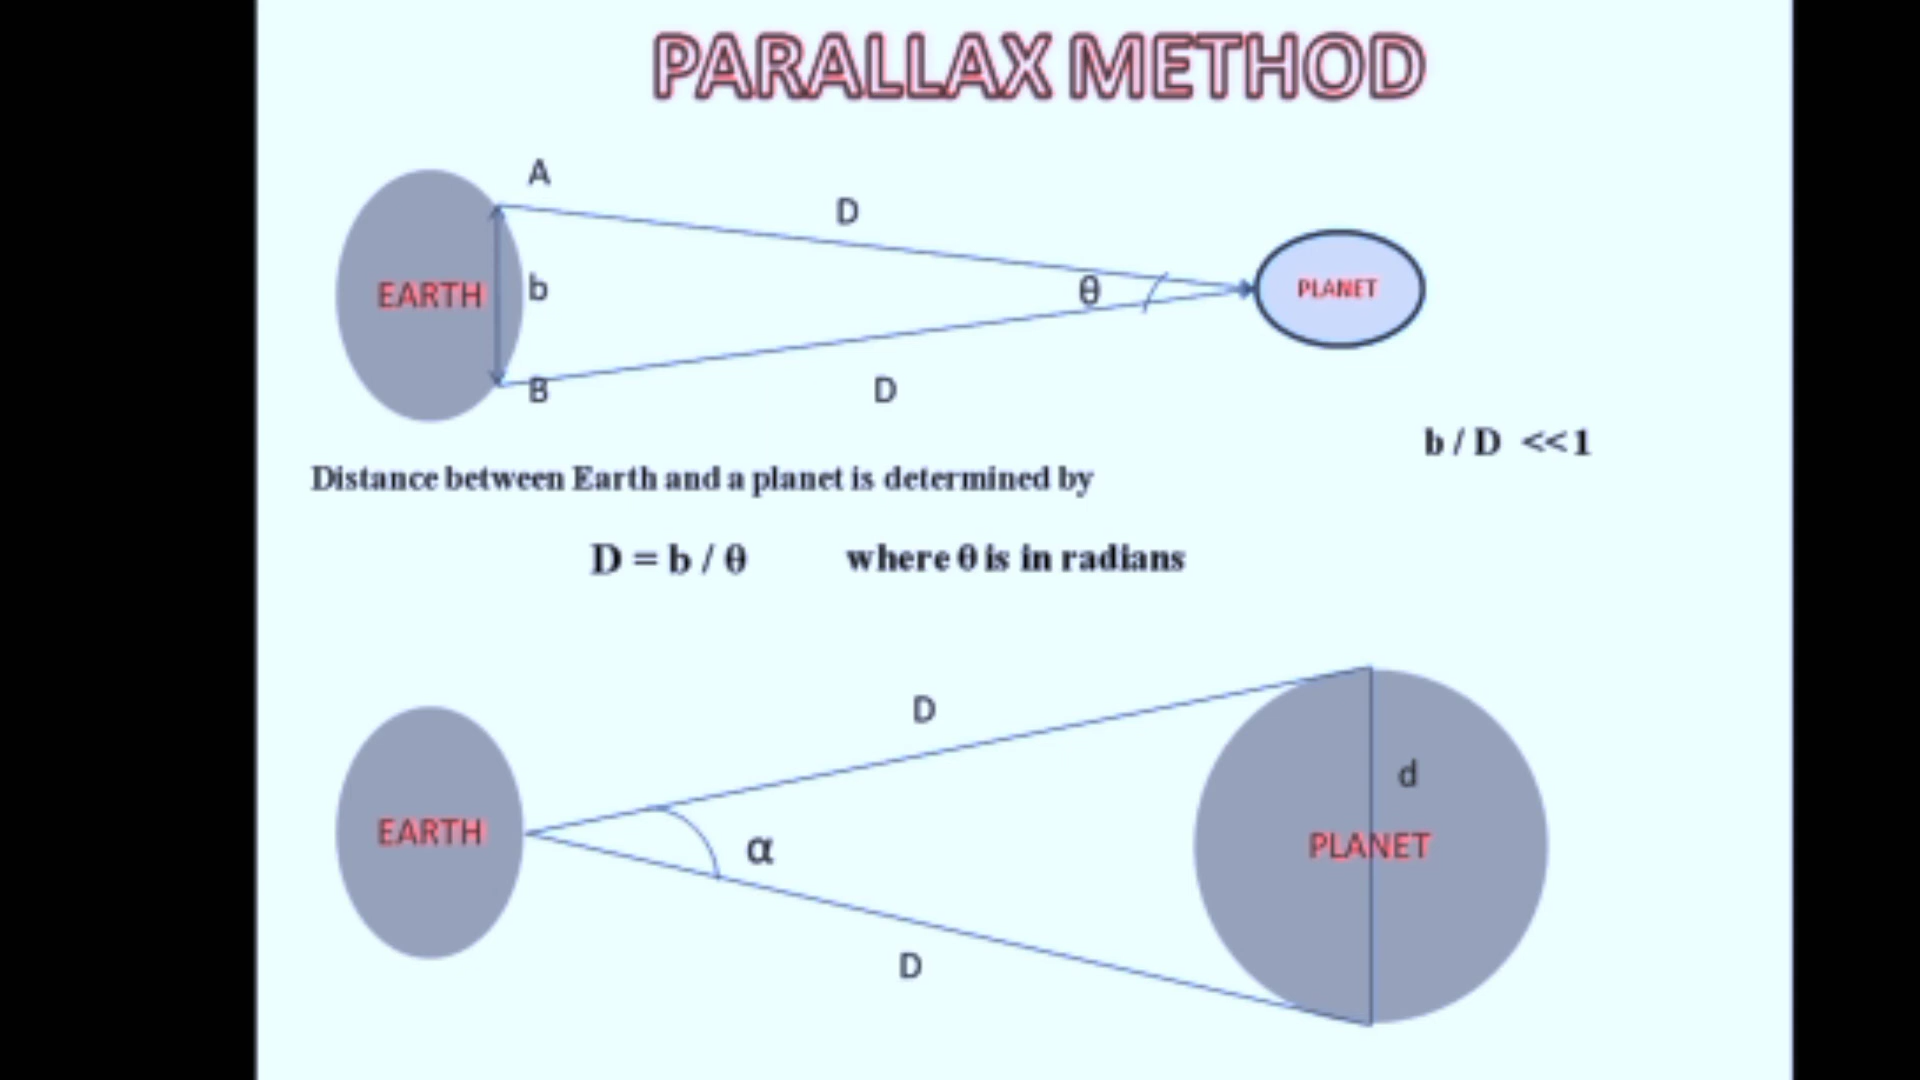 PARALLAX METHOD
A
D
EARTH
b
θ
PLANET
B
D
b / D <<1
Distance between Earth and a planet is determined by
D = b / θ where θ is in radians
D
d
EARTH
α
PLANET
D